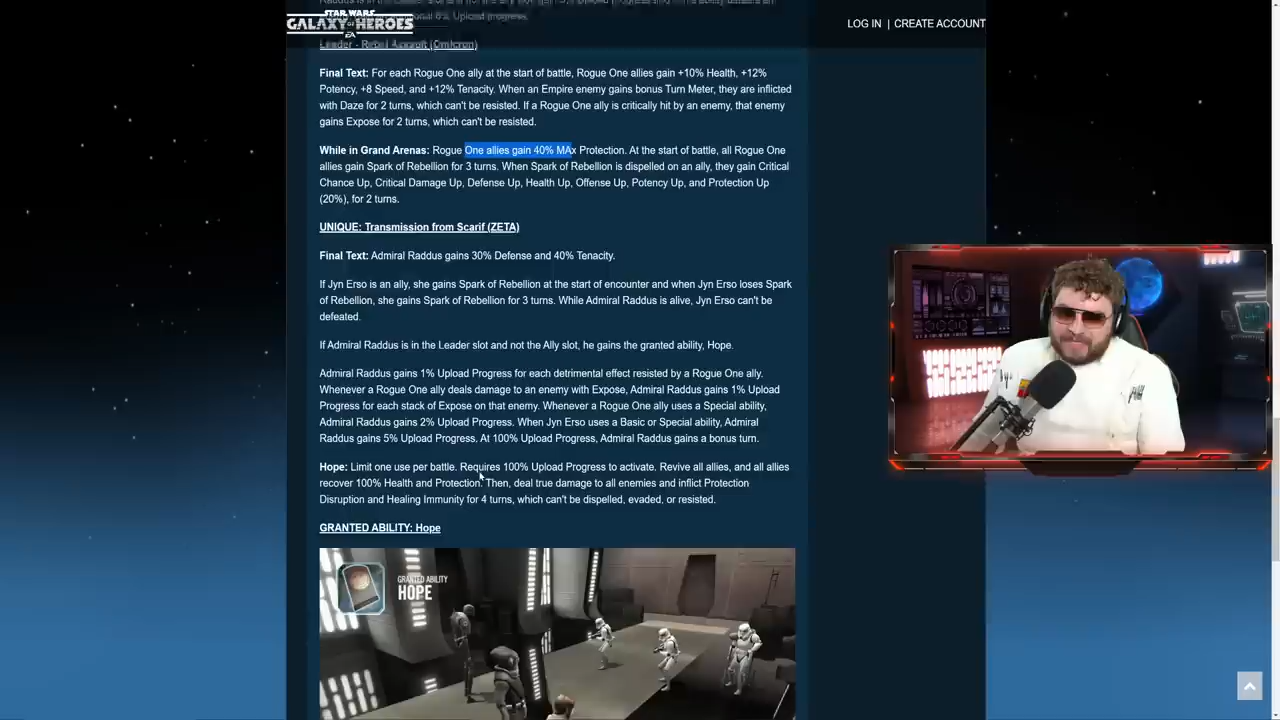 STAR WARS
GALAXY OF HEROES
EA
LOG IN | CREATE ACCOUNT
Upload progress.
Leader - (Omicron)
Final Text: For each Rogue One ally at the start of battle, Rogue One allies gain +10% Health, +12%
Potency, +8 Speed, and +12% Tenacity. When an Empire enemy gains bonus Turn Meter, they are inflicted
with Daze for 2 turns, which can't be resisted. If a Rogue One ally is critically hit by an enemy, that enemy
gains Expose for 2 turns, which can't be resisted.
While in Grand Arenas: Rogue One allies gain 40% MAx Protection. At the start of battle, all Rogue One
allies gain Spark of Rebellion for 3 turns. When Spark of Rebellion is dispelled on an ally, they gain Critical
Chance Up, Critical Damage Up, Defense Up, Health Up, Offense Up, Potency Up, and Protection Up
(20%), for 2 turns.
UNIQUE: Transmission from Scarif (ZETA)
Final Text: Admiral Raddus gains 30% Defense and 40% Tenacity.
If Jyn Erso is an ally, she gains Spark of Rebellion at the start of encounter and when Jyn Erso loses Spark
of Rebellion, she gains Spark of Rebellion for 3 turns. While Admiral Raddus is alive, Jyn Erso can't be
defeated.
If Admiral Raddus is in the Leader slot and not the Ally slot, he gains the granted ability, Hope.
Admiral Raddus gains 1% Upload Progress for each detrimental effect resisted by a Rogue One ally.
Whenever a Rogue One ally deals damage to an enemy with Expose, Admiral Raddus gains 1% Upload
Progress for each stack of Expose on that enemy. Whenever a Rogue One ally uses a Special ability,
Admiral Raddus gains 2% Upload Progress. When Jyn Erso uses a Basic or Special ability, Admiral
Raddus gains 5% Upload Progress. At 100% Upload Progress, Admiral Raddus gains a bonus turn.
Hope: Limit one use per battle. Requires 100% Upload Progress to activate. Revive all allies, and all allies
recover 100% Health and Protection. Then, deal true damage to all enemies and inflict Protection
Disruption and Healing Immunity for 4 turns, which can't be dispelled, evaded, or resisted.
GRANTED ABILITY: Hope
GRANTED ABILITY
HOPE